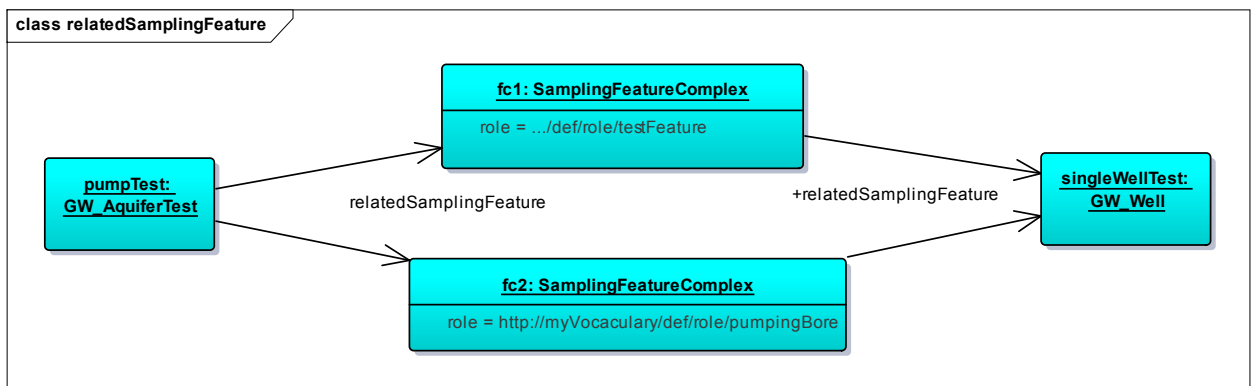 class relatedSamplingFeature
fc1: SamplingFeatureComplex
role = .../def/role/testFeature
pumpTest:
GW_AquiferTest
relatedSamplingFeature
+relatedSamplingFeature
singleWellTest:
GW_Well
fc2: SamplingFeatureComplex
role = http://myVocaculary/def/role/pumpingBore